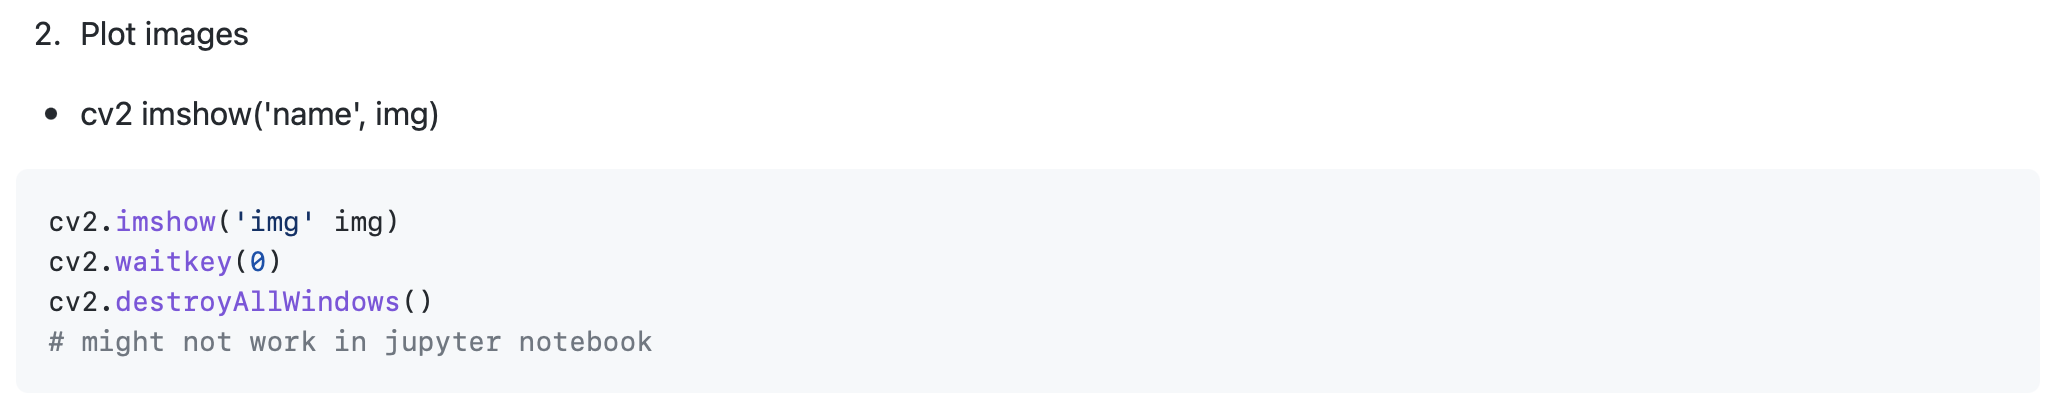 2. Plot images
• cv2 imshow('name', img)
cv2.imshow('img' img)
cv2.waitkey(0)
cv2.destroyAllWindows()
# might not work in jupyter notebook